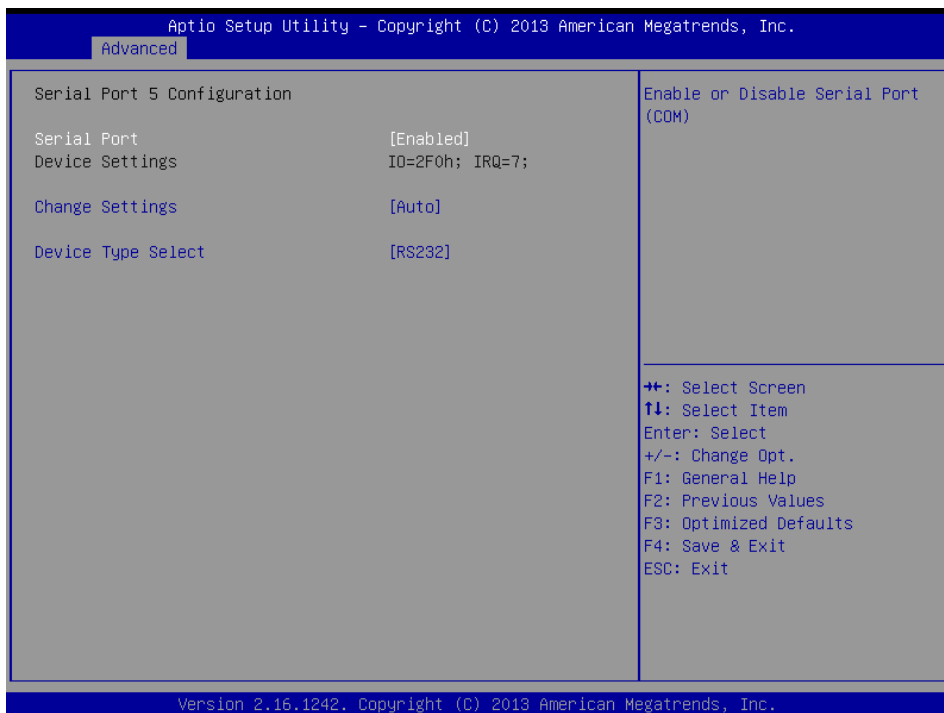 Aptio Setup Utility – Copyright (C) 2013 American Megatrends, Inc.
Advanced
Serial Port 5 Configuration
Serial Port [Enabled]
Device Settings IO=2F0h; IRQ=7;
Change Settings [Auto]
Device Type Select [RS232]
Enable or Disable Serial Port
(COM)
→←: Select Screen
↑↓: Select Item
Enter: Select
+/-: Change Opt.
F1: General Help
F2: Previous Values
F3: Optimized Defaults
F4: Save & Exit
ESC: Exit
Version 2.16.1242. Copyright (C) 2013 American Megatrends, Inc.